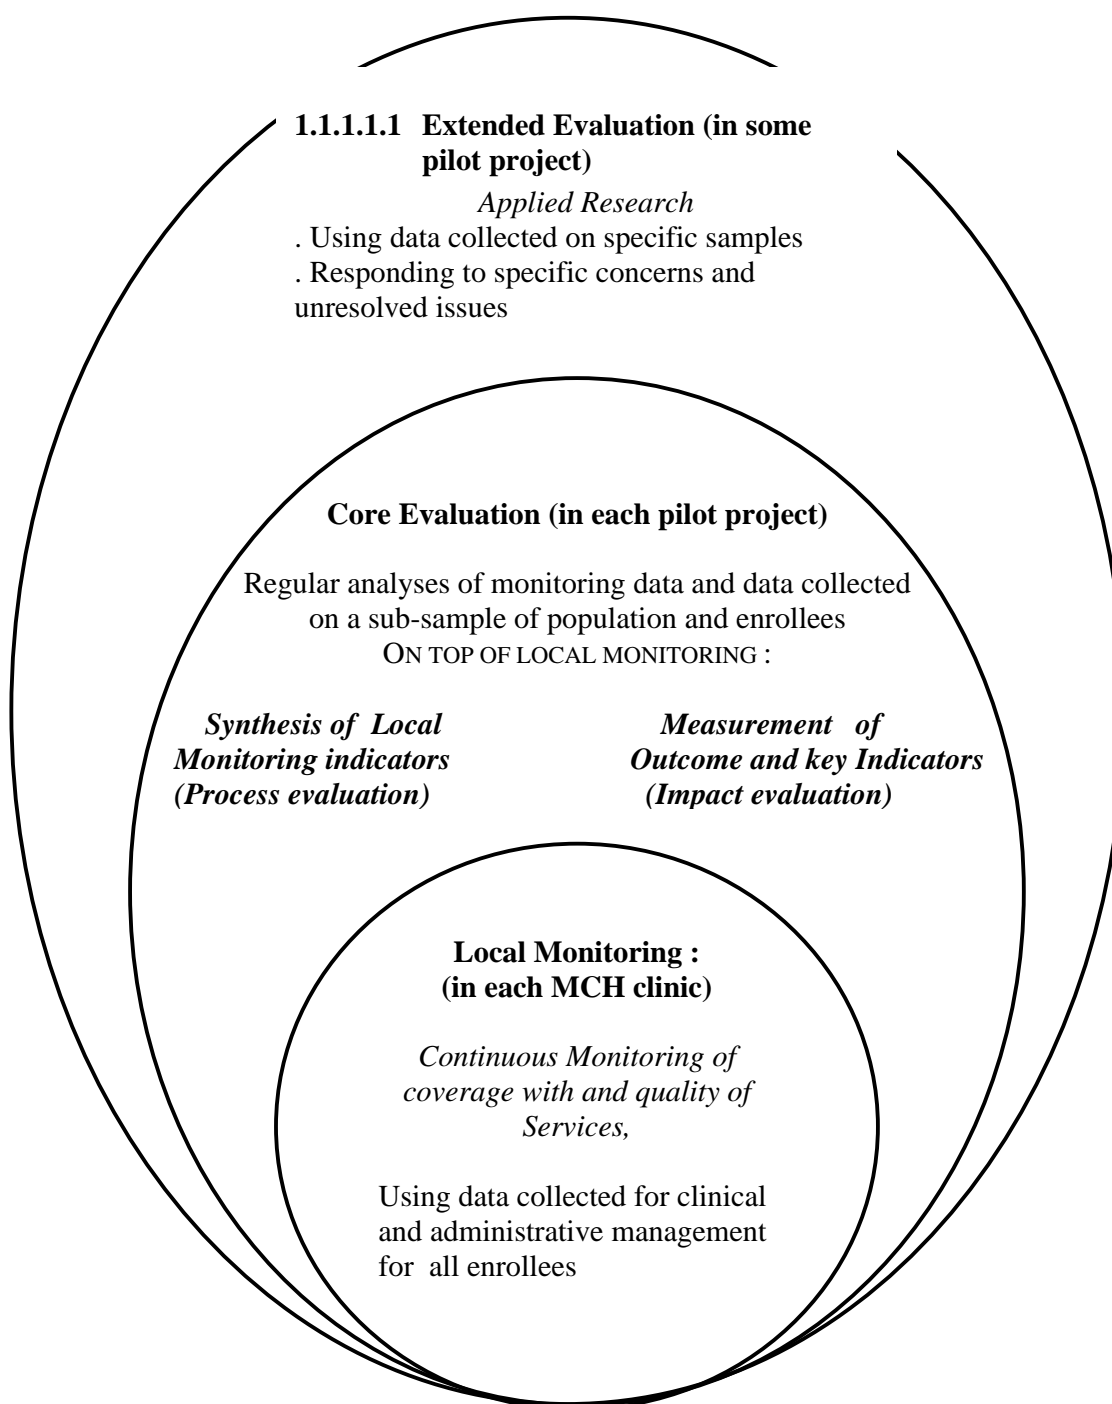 1.1.1.1.1 Extended Evaluation (in some
pilot project)
Applied Research
. Using data collected on specific samples
. Responding to specific concerns and
unresolved issues
Core Evaluation (in each pilot project)
Regular analyses of monitoring data and data collected
on a sub-sample of population and enrollees
ON TOP OF LOCAL MONITORING :
Synthesis of Local
Monitoring indicators
(Process evaluation)
Measurement of
Outcome and key Indicators
(Impact evaluation)
Local Monitoring :
(in each MCH clinic)
Continuous Monitoring of
coverage with and quality of
Services,
Using data collected for clinical
and administrative management
for all enrollees